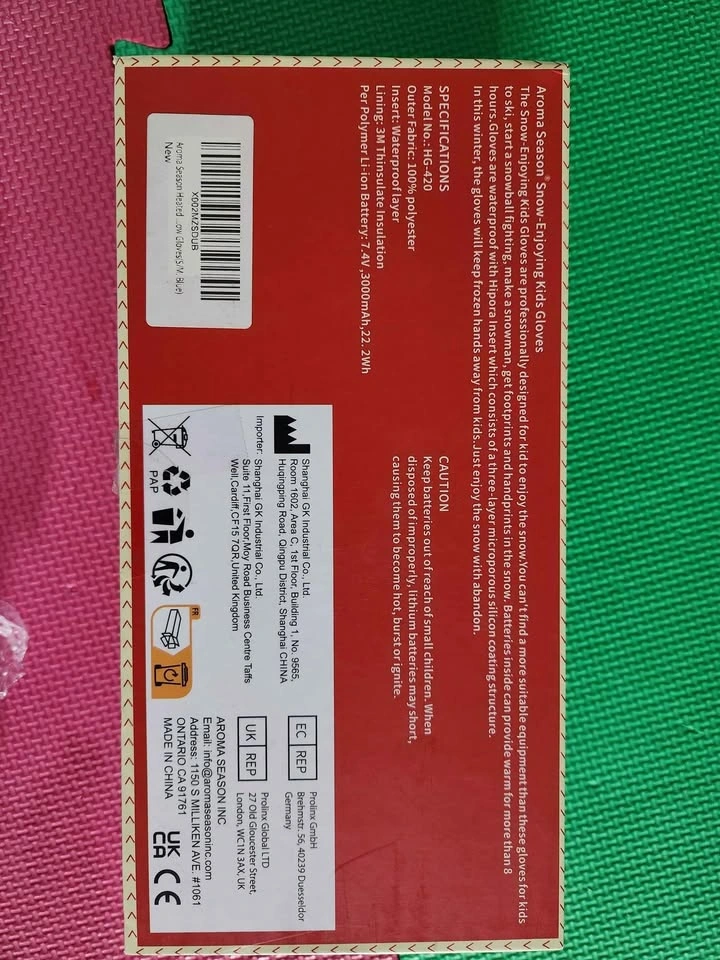 Aroma Season® Snow-Enjoying Kids Gloves
The Snow-Enjoying Kids Gloves are professionally designed for kid to enjoy the snow.You can't find a more suitable equipment than these gloves for kids
to ski, start a snowball fighting, make a snowman, get footprints and handprints in the snow. Batteries inside can provide warm for more than 8
hours. Gloves are waterproof with Hipora Insert which consists of a three-layer microporous silicon coating structure.
In this winter, the gloves will keep frozen hands away from kids. Just enjoy the snow with abandon.
SPECIFICATIONS
Model No.: HG-420
Outer Fabric: 100% polyester
Insert: Waterproof layer
Lining: 3M Thinsulate Insulation
Per Polymer Li-ion Battery: 7.4V ,3000mAh,22. 2Wh
CAUTION
Keep batteries out of reach of small children. When
disposed of improperly, lithium batteries may short,
causing them to become hot, burst or ignite.
X002MZSDUB
Aroma Season Heated ...ow Gloves(S/M, Blue)
New
Shanghai GK Industrial Co., Ltd.
Room 1602, Area C, 1st Floor, Building 1, No. 9565,
Huqingping Road, Qingpu District, Shanghai CHINA
Importer: Shanghai GK Industrial Co., Ltd.
Suite 11,First Floor,Moy Road Business Centre Taffs
Well,Cardiff,CF15 7QR,United Kingdom
PAP
FR
EC REP
Prolinx GmbH
Brehmstr. 56, 40239 Duesseldor
Germany
UK REP
Prolinx Global LTD
27 Old Gloucester Street,
London, WC1N 3AX, UK
AROMA SEASON INC
Email: info@aromaseasoninc.com
Address: 1150 S MILLIKEN AVE. #1061
ONTARIO CA 91761
MADE IN CHINA
UK
CA
CE